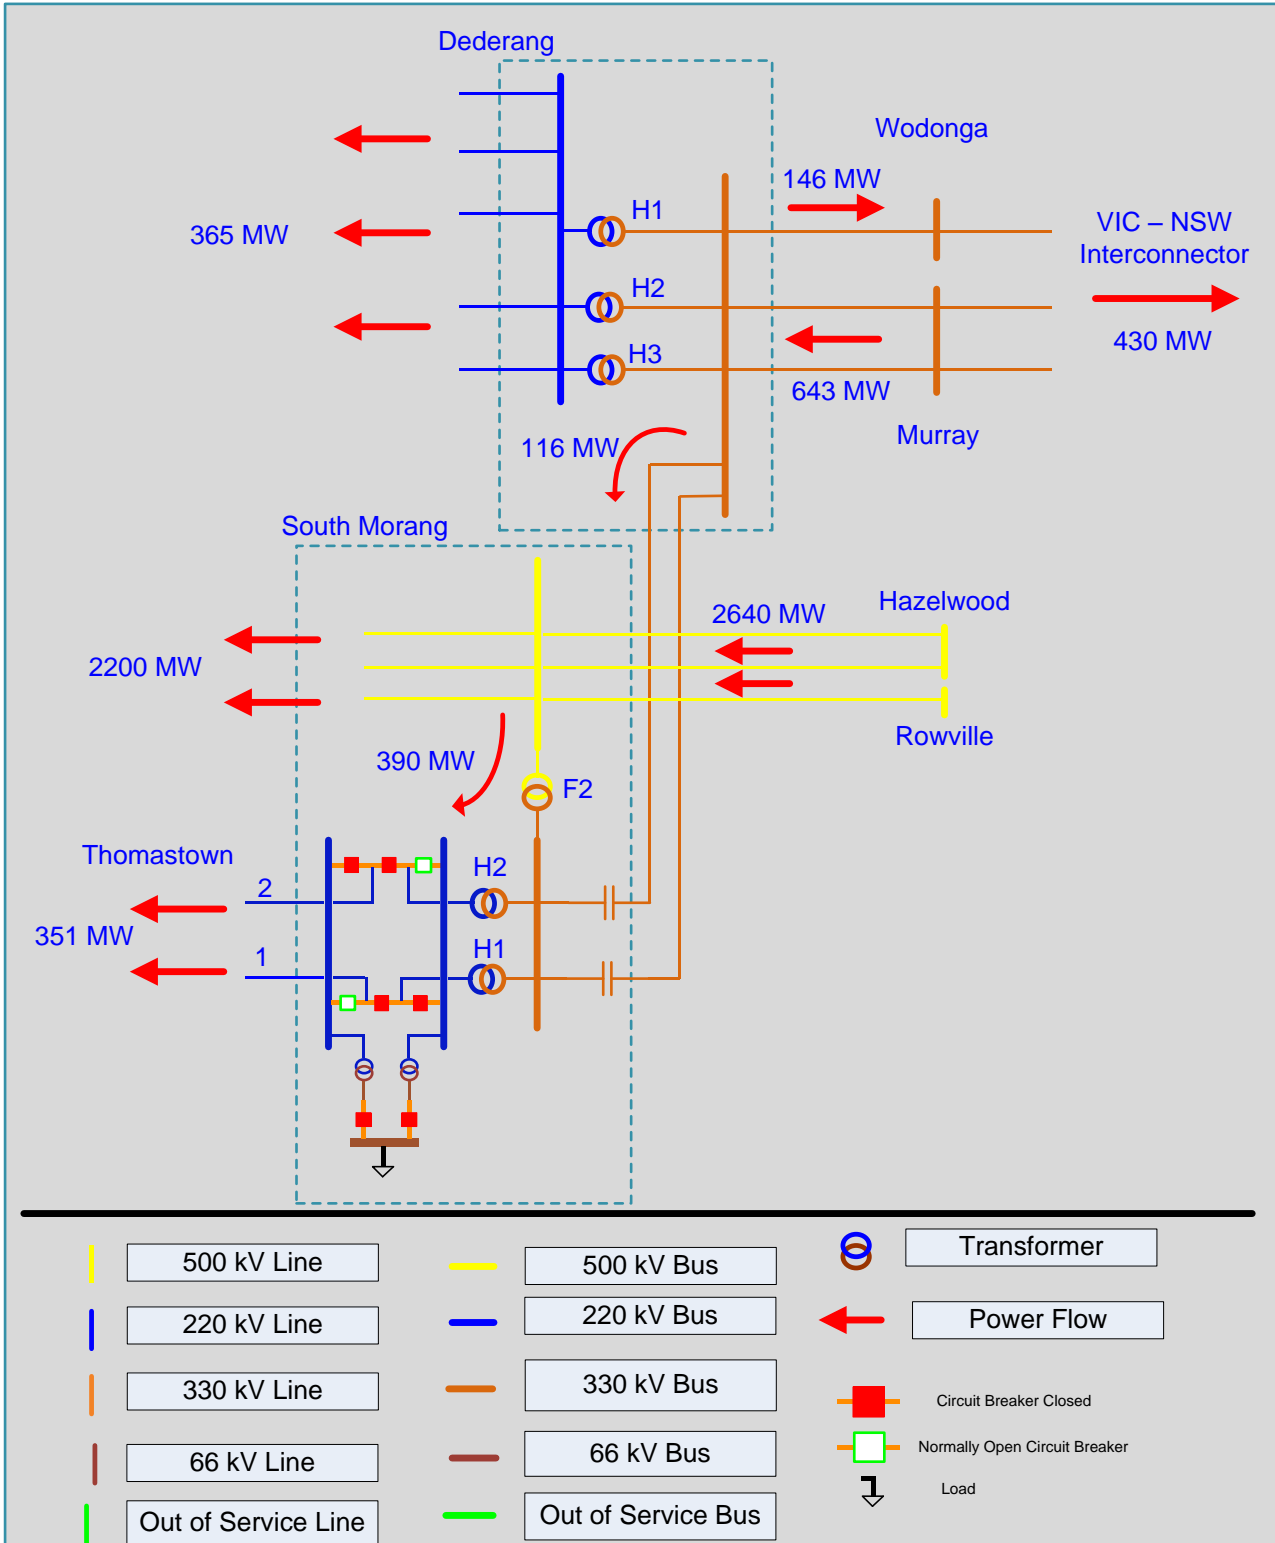 Dederang
Wodonga
146 MW
H1
VIC – NSW
Interconnector
365 MW
H2
430 MW
H3
643 MW
116 MW
Murray
South Morang
Hazelwood
2640 MW
2200 MW
Rowville
390 MW
F2
Thomastown
H2
2
351 MW
H1
1
500 kV Line
500 kV Bus
Transformer
220 kV Line
220 kV Bus
Power Flow
330 kV Line
330 kV Bus
Circuit Breaker Closed
66 kV Line
66 kV Bus
Normally Open Circuit Breaker
Load
Out of Service Line
Out of Service Bus